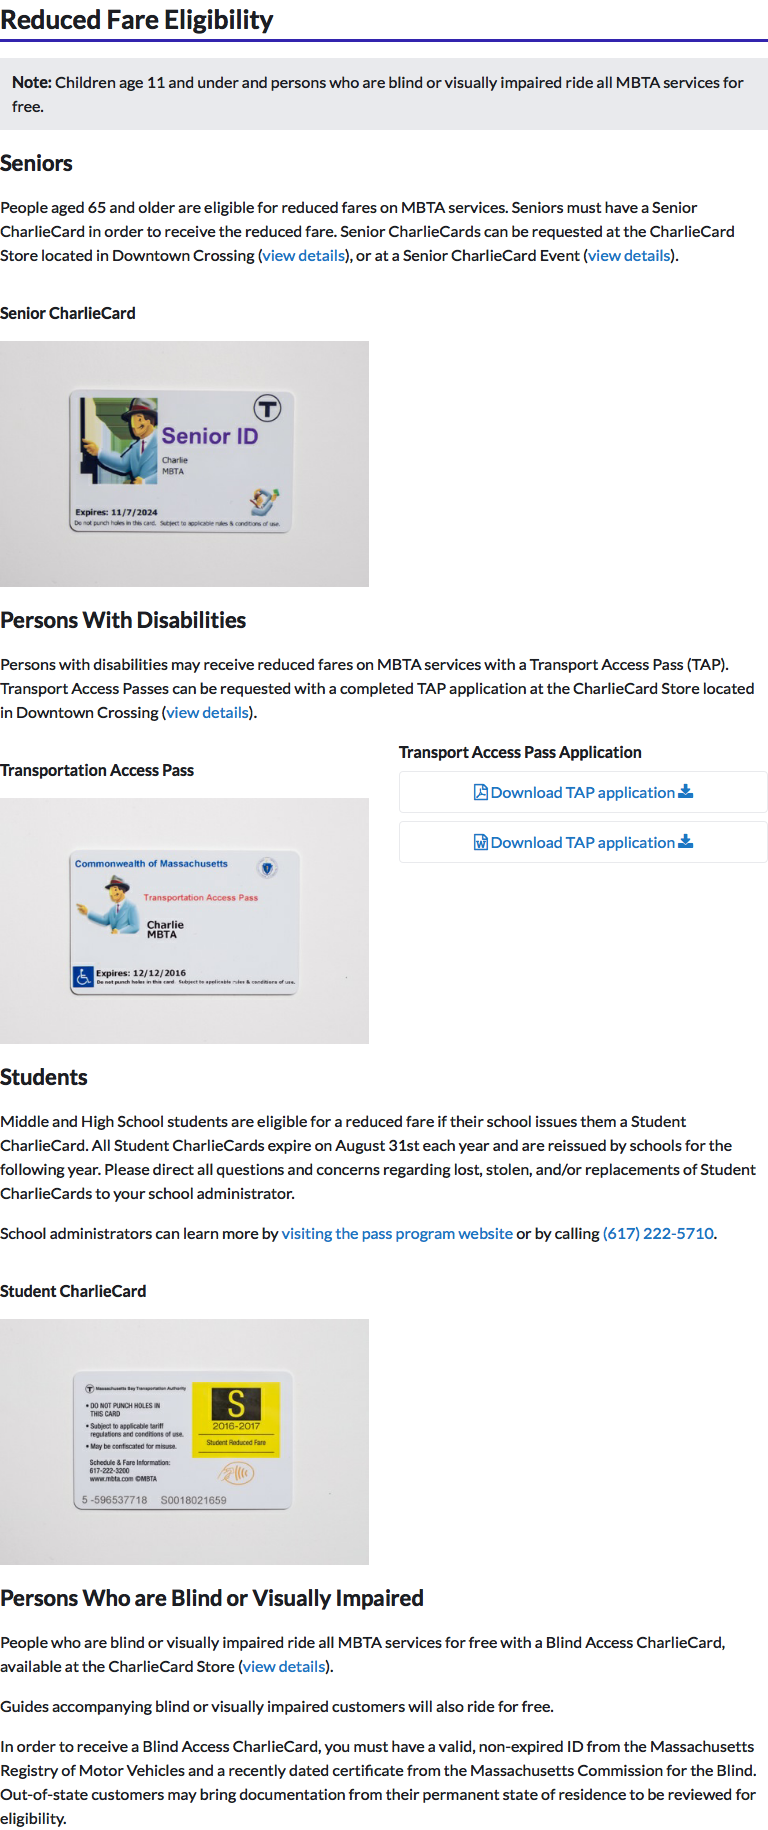 Reduced Fare Eligibility
Note: Children age 11 and under and persons who are blind or visually impaired ride all MBTA services for
free.
Seniors
People aged 65 and older are eligible for reduced fares on MBTA services. Seniors must have a Senior
CharlieCard in order to receive the reduced fare. Senior CharlieCards can be requested at the CharlieCard
Store located in Downtown Crossing (view details), or at a Senior CharlieCard Event (view details).
Senior CharlieCard
T
Senior ID
Charlie
MBTA
Expires: 11/7/2024
Do not punch holes in this card. Subject to applicable rules & conditions of use.
Persons With Disabilities
Persons with disabilities may receive reduced fares on MBTA services with a Transport Access Pass (TAP).
Transport Access Passes can be requested with a completed TAP application at the CharlieCard Store located
in Downtown Crossing (view details).
Transportation Access Pass
Commonwealth of Massachusetts
Transportation Access Pass
Charlie
MBTA
Expires: 12/12/2016
Do not punch holes in this card Subject to applicable rules & conditions of use.
Transport Access Pass Application
Download TAP application
W Download TAP application
Students
Middle and High School students are eligible for a reduced fare if their school issues them a Student
CharlieCard. All Student CharlieCards expire on August 31st each year and are reissued by schools for the
following year. Please direct all questions and concerns regarding lost, stolen, and/or replacements of Student
CharlieCards to your school administrator.
School administrators can learn more by visiting the pass program website or by calling (617) 222-5710.
Student CharlieCard
T Massachusetts Bay Transportation Authority
• DO NOT PUNCH HOLES IN
THIS CARD
• Subject to applicable tariff
regulations and conditions of use.
• May be confiscated for misuse.
Schedule & Fare Information:
617-222-3200
www.mbta.com ©MBTA
S
2016-2017
Student Reduced Fare
5 -596537718 S0018021659
Persons Who are Blind or Visually Impaired
People who are blind or visually impaired ride all MBTA services for free with a Blind Access CharlieCard,
available at the CharlieCard Store (view details).
Guides accompanying blind or visually impaired customers will also ride for free.
In order to receive a Blind Access CharlieCard, you must have a valid, non-expired ID from the Massachusetts
Registry of Motor Vehicles and a recently dated certificate from the Massachusetts Commission for the Blind.
Out-of-state customers may bring documentation from their permanent state of residence to be reviewed for
eligibility.